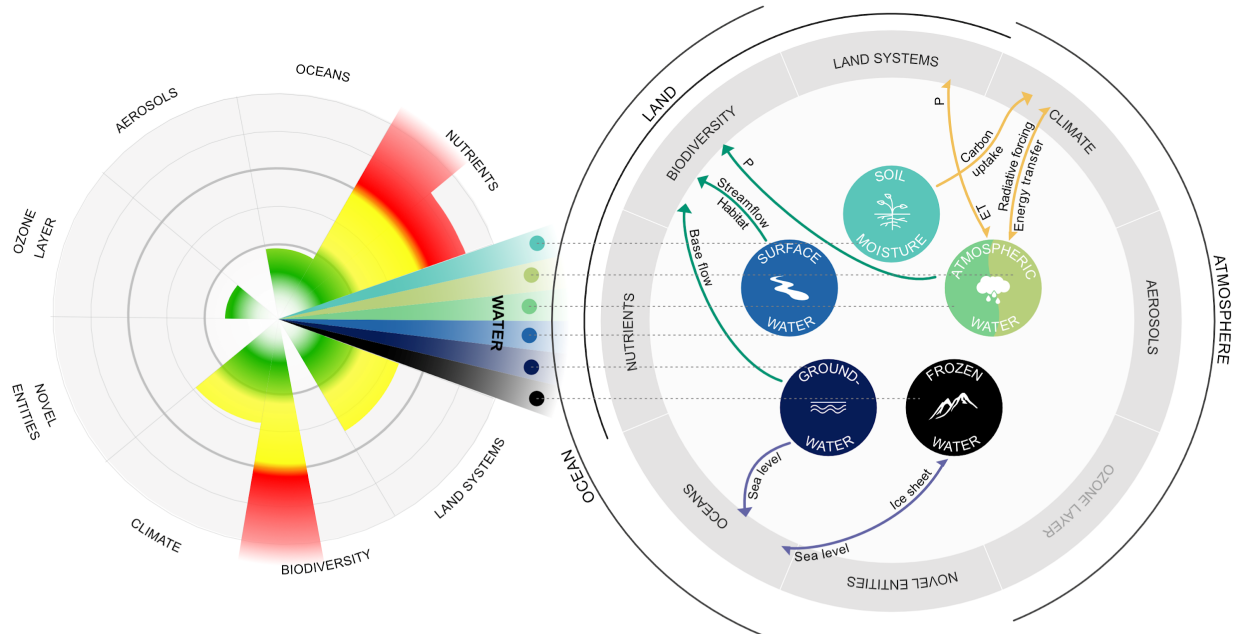 OCEANS
AEROSOLS
NUTRIENTS
OZONE
LAYER
WATER
NOVEL
ENTITIES
LAND SYSTEMS
CLIMATE
BIODIVERSITY
LAND
OCEAN
ATMOSPHERE
LAND SYSTEMS
BIODIVERSITY
CLIMATE
NUTRIENTS
AEROSOLS
OCEANS
OZONE LAYER
NOVEL ENTITIES
P
Carbon
uptake
Radiative forcing
Energy transfer
ET
P
Streamflow
Habitat
Base flow
SOIL
MOISTURE
SURFACE
WATER
ATMOSPHERIC
WATER
GROUND-
WATER
FROZEN
WATER
Sea level
Ice sheet
Sea level